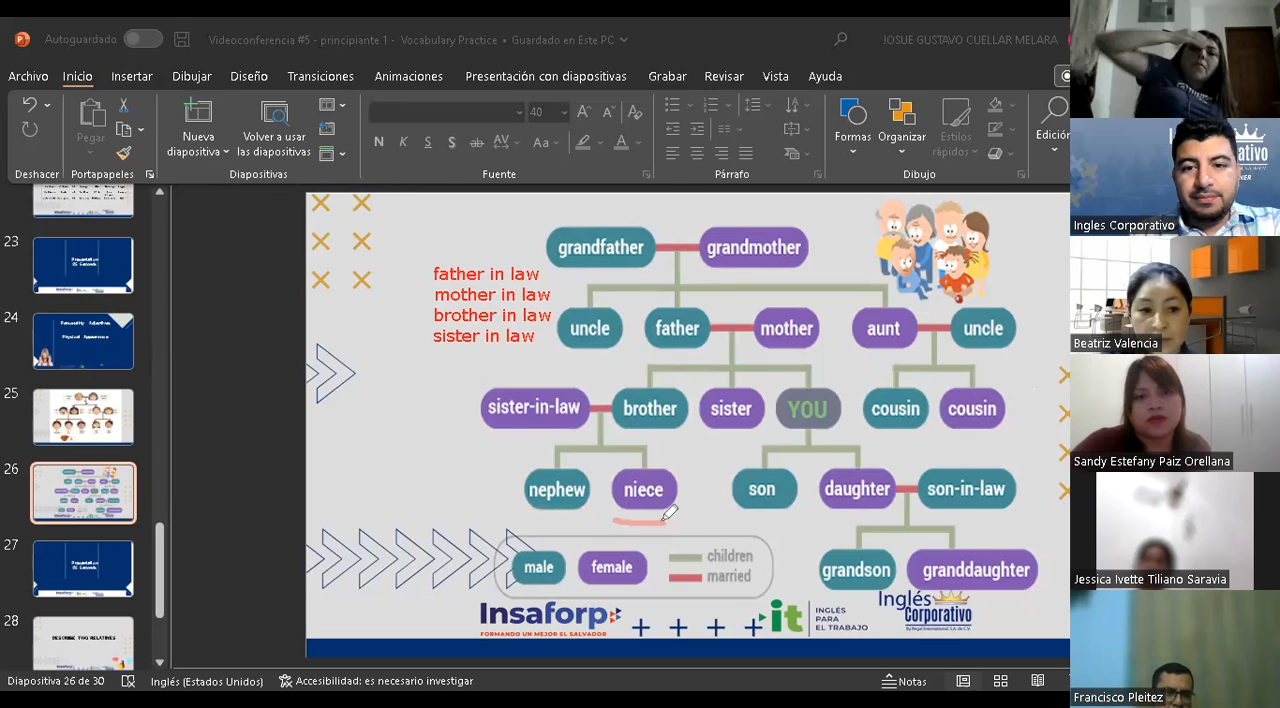 Autoguardado
Videoconferencia #5 - principiante 1 - Vocabulary Practice • Guardado en Este PC
JOSUE GUSTAVO CUELLAR MELARA
Archivo Inicio Insertar Dibujar Diseño Transiciones Animaciones Presentación con diapositivas Grabar Revisar Vista Ayuda
40
Pegar
Nueva diapositiva
Volver a usar las diapositivas
N K S S ab AV Aa A
Formas Organizar Estilos rápidos Edición
Deshacer Portapapeles Diapositivas Fuente Párrafo Dibujo
23
24
25
26
27
28
DESCRIBE TWO RELATIVES
grandfather grandmother
father in law
mother in law
brother in law
sister in law
uncle father mother aunt uncle
sister-in-law brother sister YOU cousin cousin
nephew niece son daughter son-in-law
male female children
married
grandson granddaughter
Insaforp
FORMANDO UN MEJOR EL SALVADOR
it INGLÉS
PARA
EL TRABAJO
Inglés
Corporativo
Diapositiva 26 de 30 Inglés (Estados Unidos) Accesibilidad: es necesario investigar Notas
Ingles Corporativo
Beatriz Valencia
Sandy Estefany Paiz Orellana
Jessica Ivette Tiliano Saravia
Francisco Pleitez